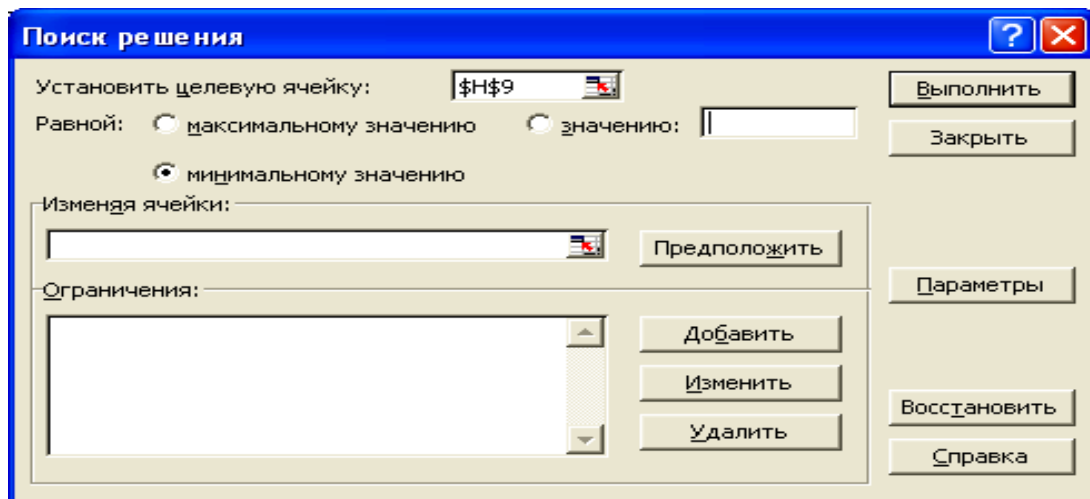 Поиск решения ?
Установить целевую ячейку: $H$9 Выполнить
Равной: максимальному значению значению: Закрыть
минимальному значению
Изменяя ячейки:
Предположить
Ограничения: Параметры
Добавить
Изменить
Восстановить
Удалить
Справка